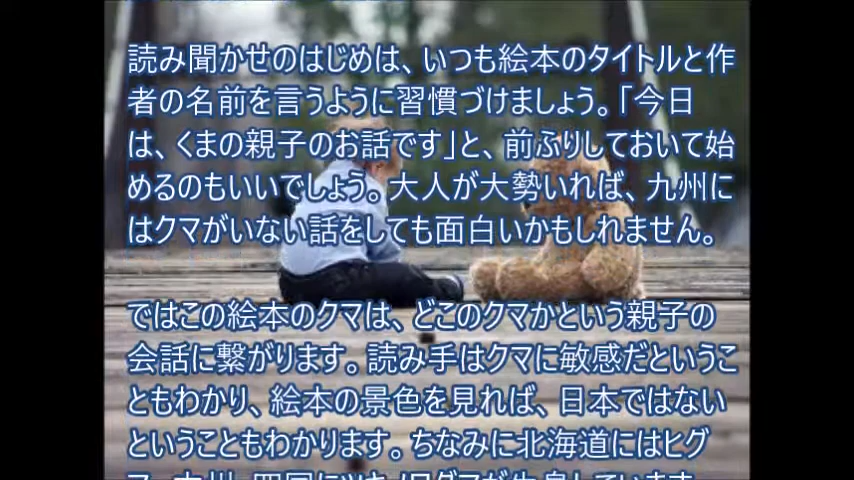 読み聞かせのはじめは、いつも絵本のタイトルと作
者の名前を言うように習慣づけましょう。「今日
は、くまの親子のお話です」と、前ふりしておいて始
めるのもいいでしょう。大人が大勢いれば、九州に
はクマがいない話をしても面白いかもしれません。
ではこの絵本のクマは、どこのクマかという親子の
会話に繋がります。読み手はクマに敏感だというこ
ともわかり、絵本の景色を見れば、日本ではない
ということもわかります。ちなみに北海道にはヒグ